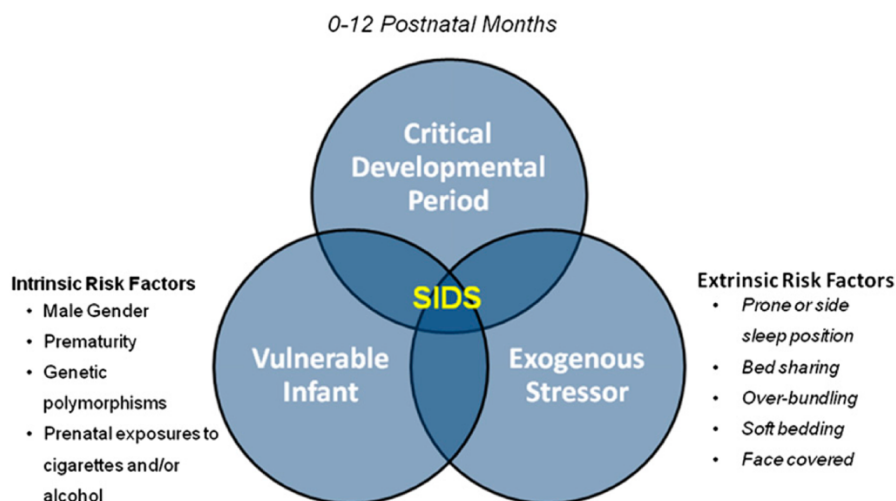 0-12 Postnatal Months
Critical
Developmental
Period
SIDS
Vulnerable
Infant
Exogenous
Stressor
Intrinsic Risk Factors
• Male Gender
• Prematurity
• Genetic
polymorphisms
• Prenatal exposures to
cigarettes and/or
alcohol
Extrinsic Risk Factors
• Prone or side
sleep position
• Bed sharing
• Over-bundling
• Soft bedding
• Face covered